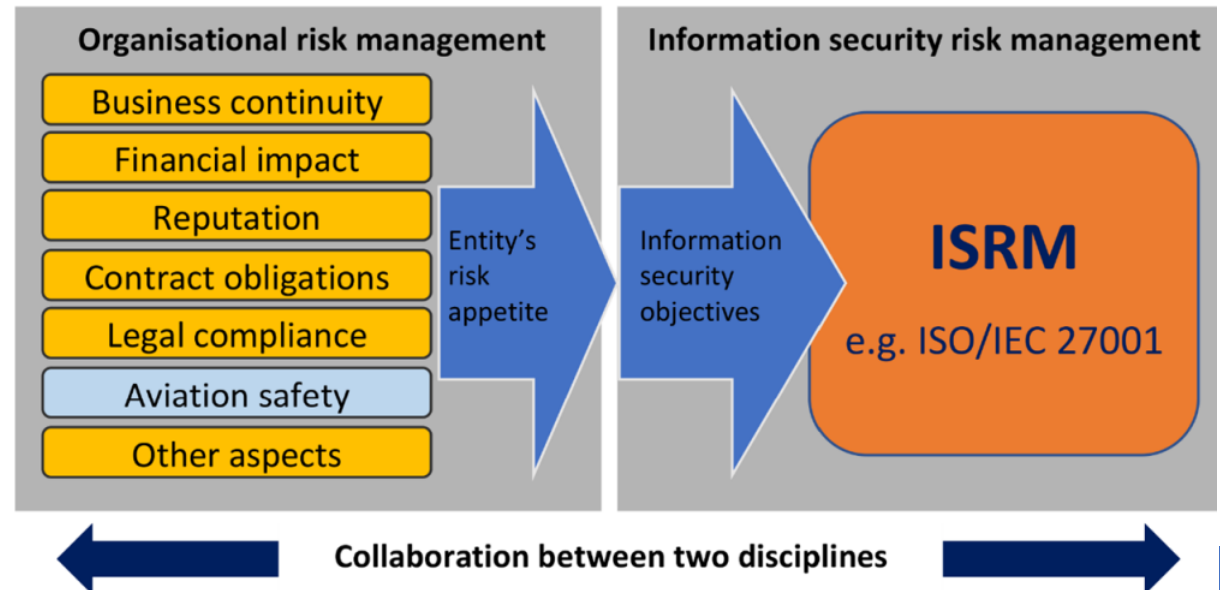 Organisational risk management
Business continuity
Financial impact
Reputation
Contract obligations
Legal compliance
Aviation safety
Other aspects
Entity's
risk
appetite
Information security risk management
Information
security
objectives
ISRM
e.g. ISO/IEC 27001
Collaboration between two disciplines